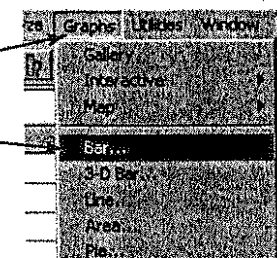 Graphs Utilities Window
Gallery...
Interactive
Map
Bar...
3-D Bar...
Line...
Area...
Pie...